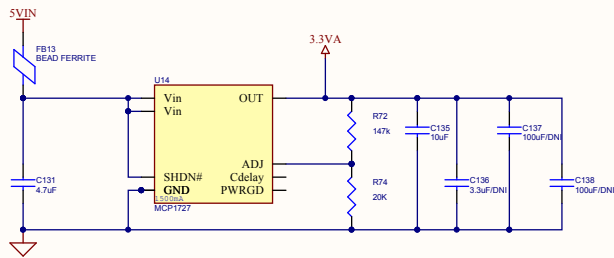 5VIN
FB13
BEAD FERRITE
3.3VA
U14
Vin
OUT
Vin
R72
147k
C135
10uF
C137
100uF/DNI
ADJ
SHDN#
Cdelay
GND
PWRGD
1500mA
MCP1727
C131
4.7uF
R74
20K
C136
3.3uF/DNI
C138
100uF/DNI